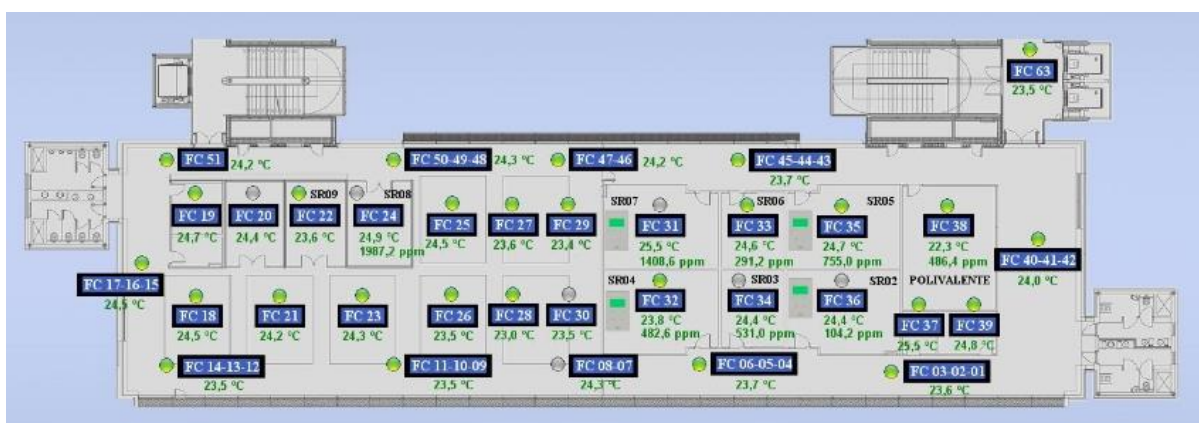 FC 63
23,5 °C
FC 51 24,2 °C
FC 50-49-48 24,3 °C
FC 47-46 24,2 °C
FC 45-44-43
23,7 °C
FC 19
24,7 °C
FC 20
24,4 °C
SR09
FC 22
23,6 °C
SR08
FC 24
24,9 °C
1987,2 ppm
FC 25
24,5 °C
FC 27
23,6 °C
FC 29
23,4 °C
SR07
FC 31
25,5 °C
1408,6 ppm
SR06
FC 33
24,6 °C
291,2 ppm
SR05
FC 35
24,7 °C
755,0 ppm
FC 38
22,3 °C
486,4 ppm
FC 40-41-42
24,0 °C
FC 17-16-15
24,5 °C
FC 18
24,5 °C
FC 21
24,2 °C
FC 23
24,3 °C
FC 26
23,5 °C
FC 28
23,0 °C
FC 30
23,5 °C
SR04
FC 32
23,8 °C
482,6 ppm
SR03
FC 34
24,4 °C
531,0 ppm
SR02
FC 36
24,4 °C
104,2 ppm
POLIVALENTE
FC 37
25,5 °C
FC 39
24,8 °C
FC 14-13-12
23,5 °C
FC 11-10-09
23,5 °C
FC 08-07
24,3 °C
FC 06-05-04
23,7 °C
FC 03-02-01
23,6 °C